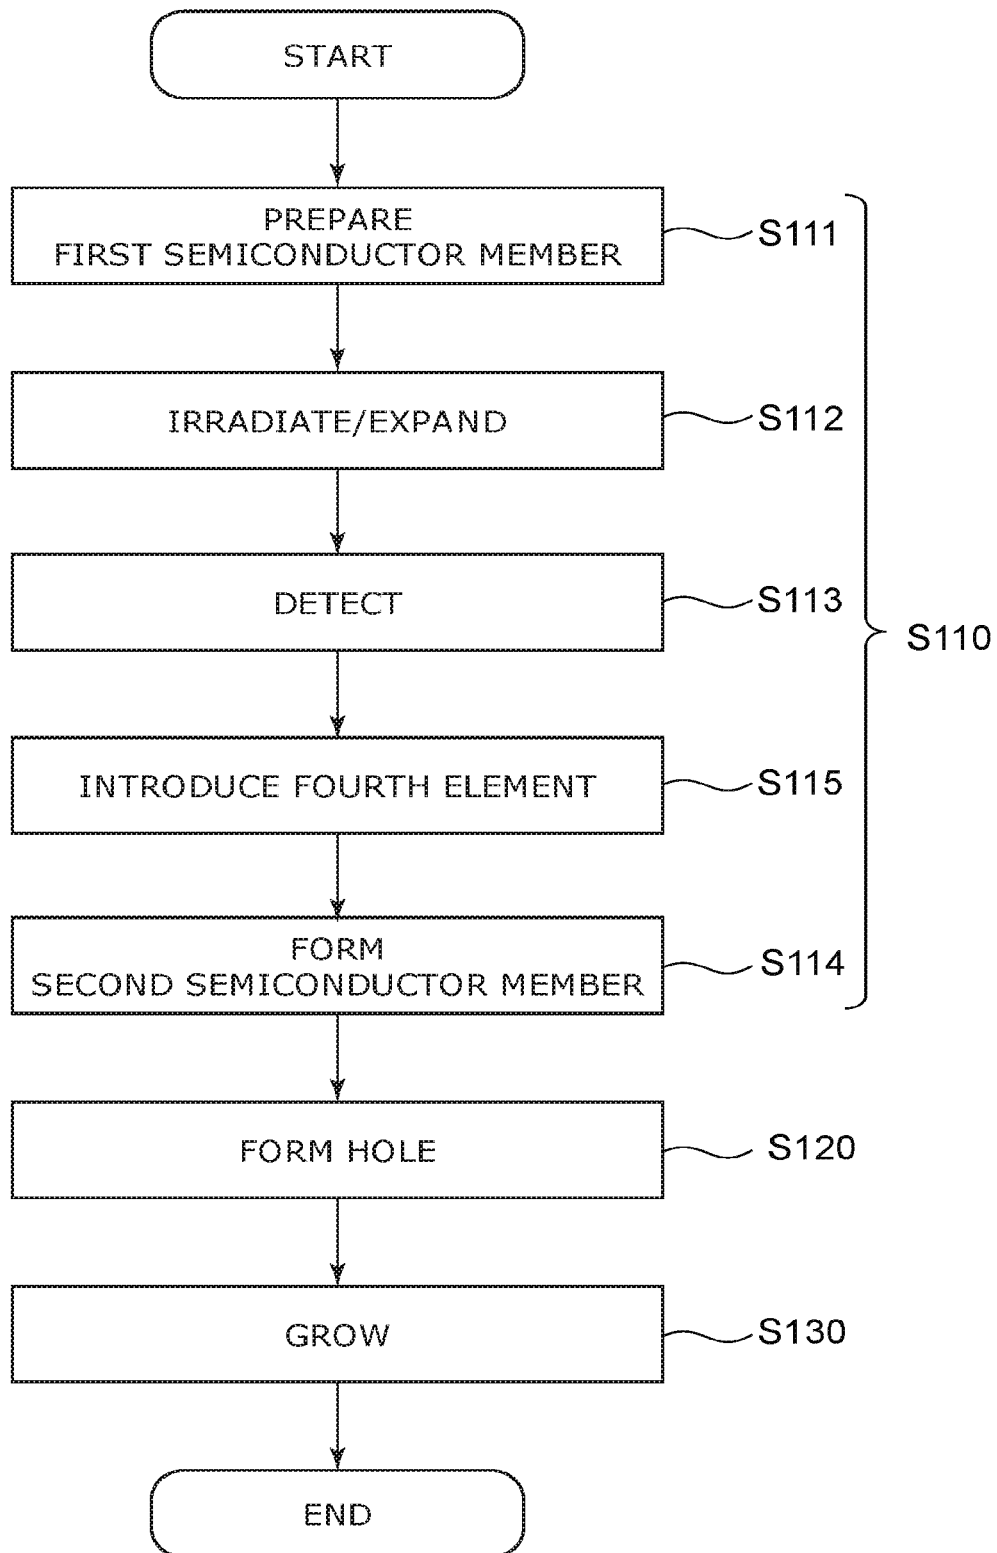 START
PREPARE
FIRST SEMICONDUCTOR MEMBER
S111
IRRADIATE/EXPAND
S112
DETECT
S113
S110
INTRODUCE FOURTH ELEMENT
S115
FORM
SECOND SEMICONDUCTOR MEMBER
S114
FORM HOLE
S120
GROW
S130
END